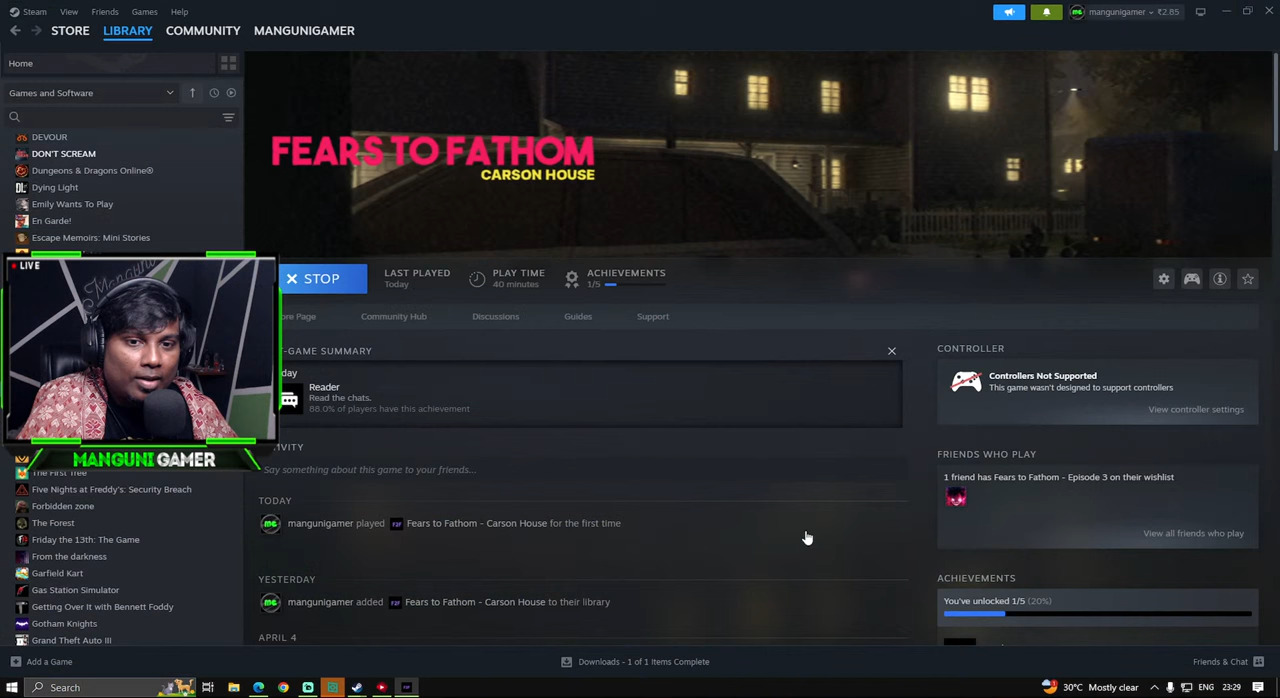 Steam View Friends Games Help
mangunigamer ₹2.85
STORE LIBRARY COMMUNITY MANGUNIGAMER
Home
Games and Software
DEVOUR
DON'T SCREAM
Dungeons & Dragons Online®
Dying Light
Emily Wants To Play
En Garde!
Escape Memoirs: Mini Stories
LIVE
MANGUNI GAMER
The First Tree
Five Nights at Freddy's: Security Breach
Forbidden zone
The Forest
Friday the 13th: The Game
From the darkness
Garfield Kart
Gas Station Simulator
Getting Over It with Bennett Foddy
Gotham Knights
Grand Theft Auto III
FEARS TO FATHOM
CARSON HOUSE
STOP
LAST PLAYED
Today
PLAY TIME
40 minutes
ACHIEVEMENTS
1/5
ore Page Community Hub Discussions Guides Support
T-GAME SUMMARY
day
Reader
Read the chats.
88.0% of players have this achievement
IVITY
Say something about this game to your friends...
TODAY
mangunigamer played F2F Fears to Fathom - Carson House for the first time
YESTERDAY
mangunigamer added F2F Fears to Fathom - Carson House to their library
APRIL 4
CONTROLLER
Controllers Not Supported
This game wasn't designed to support controllers
View controller settings
FRIENDS WHO PLAY
1 friend has Fears to Fathom - Episode 3 on their wishlist
View all friends who play
ACHIEVEMENTS
You've unlocked 1/5 (20%)
Add a Game
Downloads - 1 of 1 Items Complete
Friends & Chat
Search
30°C Mostly clear
ENG 23:29